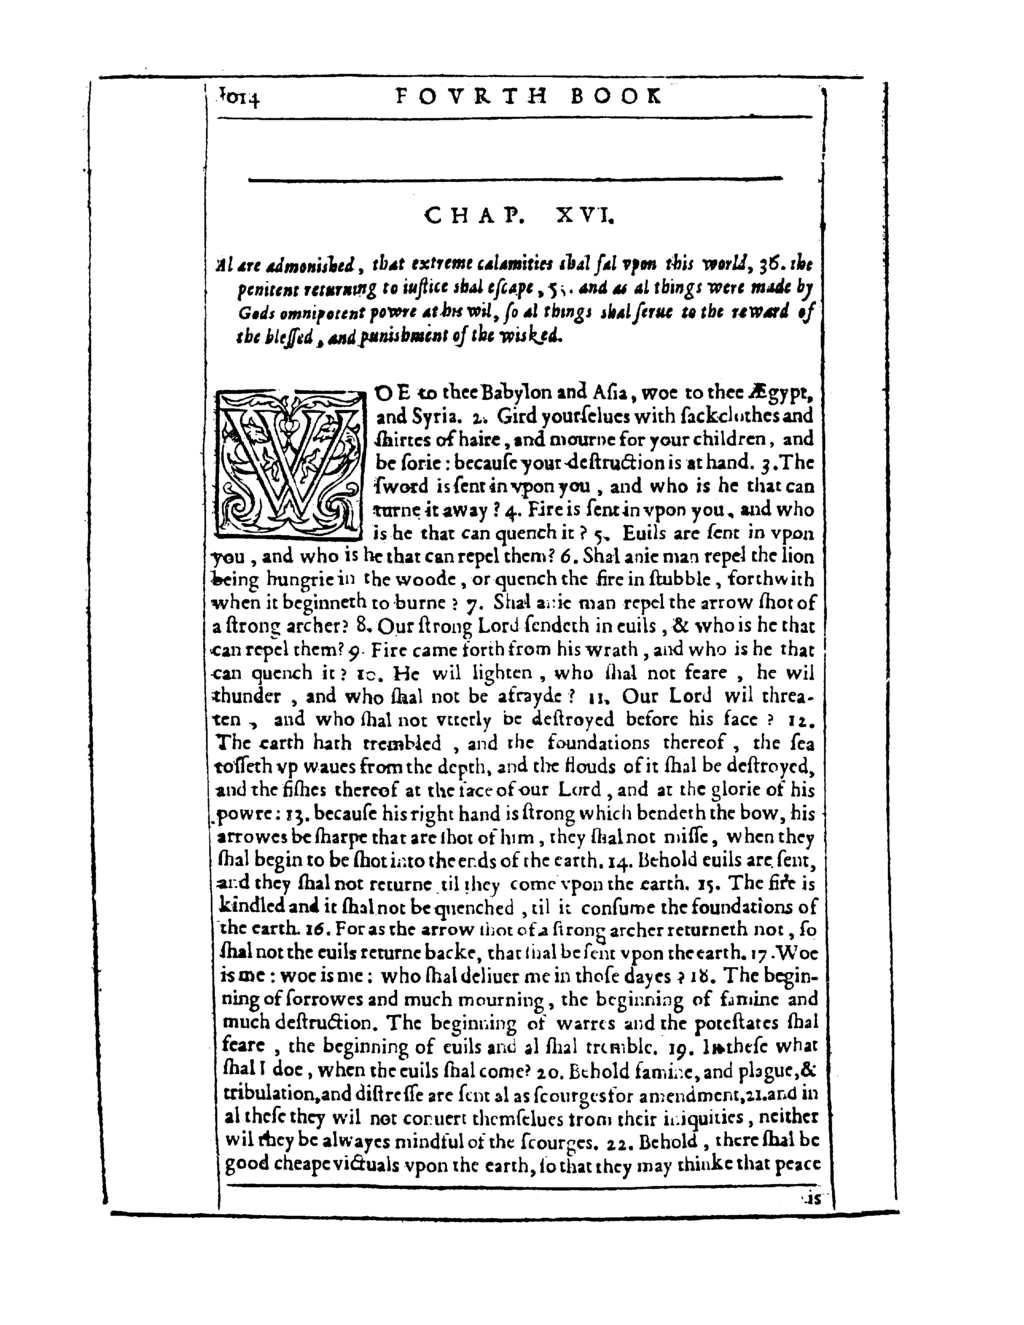 1014 FOVRTH BOOK
CHAP. XVI.
Al are admonished, that extreme calamities shal fal vpon this world, 36. the
penitent returning to iuſtice shal eſcape, 55. and as al things were made by
Gods omnipotent powre at his wil, ſo al things shal ſerue to the reward of
the bleſſed, and punishment of the wisked.
WOE to thee Babylon and Aſia, woe to thee Ægypt,
and Syria. 2. Gird yourſelues with ſackclothes and
ſhirtes of haire, and mourne for your children, and
be ſorie: becauſe your deſtruction is at hand. 3. The
ſword is ſent in vpon you, and who is he that can
turne it away? 4. Fire is ſent in vpon you, and who
is he that can quench it? 5. Euils are ſent in vpon
you, and who is he that can repel them? 6. Shal anie man repel the lion
being hungrie in the woode, or quench the fire in ſtubble, forthwith
when it beginneth to burne? 7. Shal anie man repel the arrow ſhot of
a ſtrong archer? 8. Our ſtrong Lord ſendeth in euils, & who is he that
can repel them? 9. Fire came forth from his wrath, and who is he that
can quench it? 10. He wil lighten, who ſhal not feare, he wil
thunder, and who ſhal not be afrayde? 11. Our Lord wil threa-
ten, and who ſhal not vtterly be deſtroyed before his face? 12.
The earth hath trembled, and the foundations thereof, the ſea
toſſeth vp waues from the depth, and the flouds of it ſhal be deſtroyed,
and the fiſhes thereof at the face of our Lord, and at the glorie of his
powre: 13. becauſe his right hand is ſtrong which bendeth the bow, his
arrowes be ſharpe that are ſhot of him, they ſhal not miſſe, when they
ſhal begin to be ſhot into the ends of the earth. 14. Behold euils are ſent,
and they ſhal not returne til they come vpon the earth. 15. The fire is
kindled and it ſhal not be quenched, til it conſume the foundations of
the earth. 16. For as the arrow ſhot of a ſtrong archer returneth not, ſo
ſhal not the euils returne backe, that ſhal be ſent vpon the earth. 17. Woe
is me: woe is me: who ſhal deliuer me in thoſe dayes? 18. The begin-
ning of ſorrowes and much mourning, the beginning of famine and
much deſtruction. The beginning of warres and the poteſtates ſhal
feare, the beginning of euils and al ſhal tremble. 19. In theſe what
ſhal I doe, when the euils ſhal come? 20. Behold famine, and plague, &
tribulation, and diſtreſſe are ſent al as ſcourges for amendment, 21. and in
al theſe they wil not conuert themſelues from their iniquities, neither
wil they be alwayes mindful of the ſcourges. 22. Behold, there ſhal be
good cheape victuals vpon the earth, ſo that they may thinke that peace
is